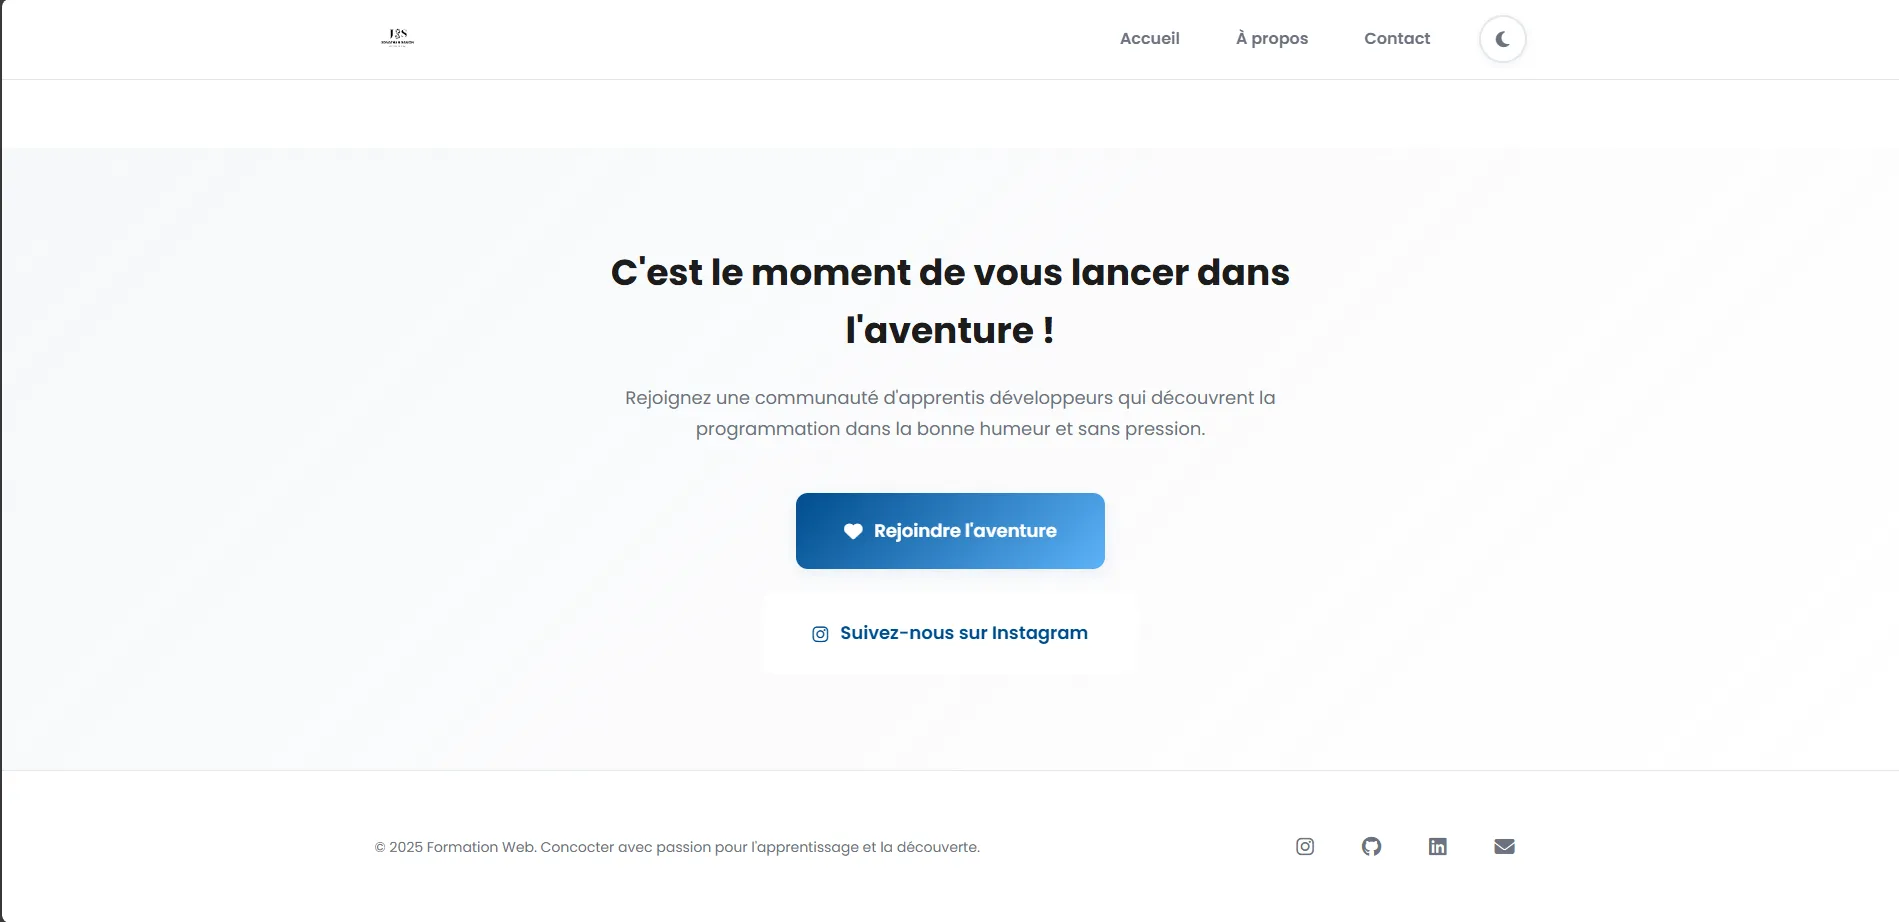 J&S
Accueil
À propos
Contact
C'est le moment de vous lancer dans
l'aventure !
Rejoignez une communauté d'apprentis développeurs qui découvrent la
programmation dans la bonne humeur et sans pression.
Rejoindre l'aventure
Suivez-nous sur Instagram
© 2025 Formation Web. Concocter avec passion pour l'apprentissage et la découverte.